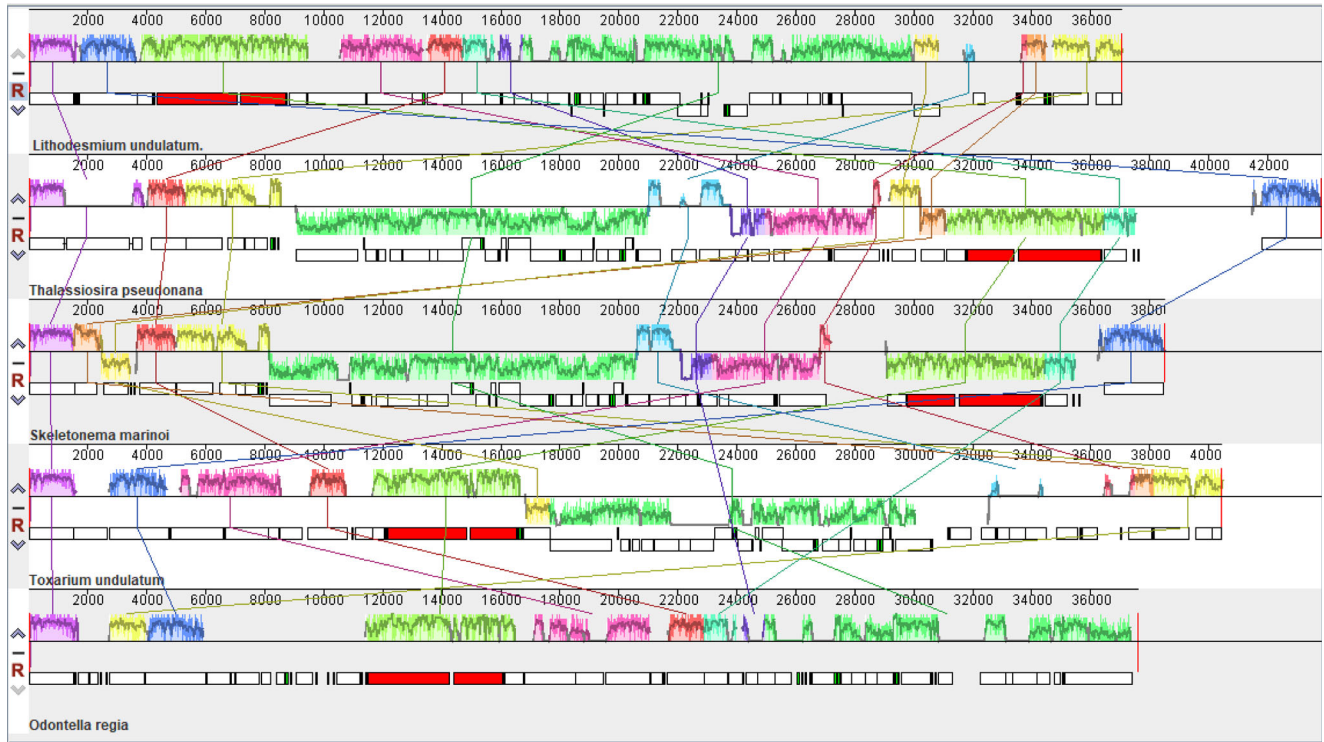 2000 4000 6000 8000 10000 12000 14000 16000 18000 20000 22000 24000 26000 28000 30000 32000 34000 36000
R
Lithodesmium undulatum.
2000 4000 6000 8000 10000 12000 14000 16000 18000 20000 22000 24000 26000 28000 30000 32000 34000 36000 38000 40000 42000
R
Thalassiosira pseudonana
2000 4000 6000 8000 10000 12000 14000 16000 18000 20000 22000 24000 26000 28000 30000 32000 34000 36000 38000
R
Skeletonema marinoi
2000 4000 6000 8000 10000 12000 14000 16000 18000 20000 22000 24000 26000 28000 30000 32000 34000 36000 38000 4000
R
Toxarium undulatum
2000 4000 6000 8000 10000 12000 14000 16000 18000 20000 22000 24000 26000 28000 30000 32000 34000
R
Odontella regia